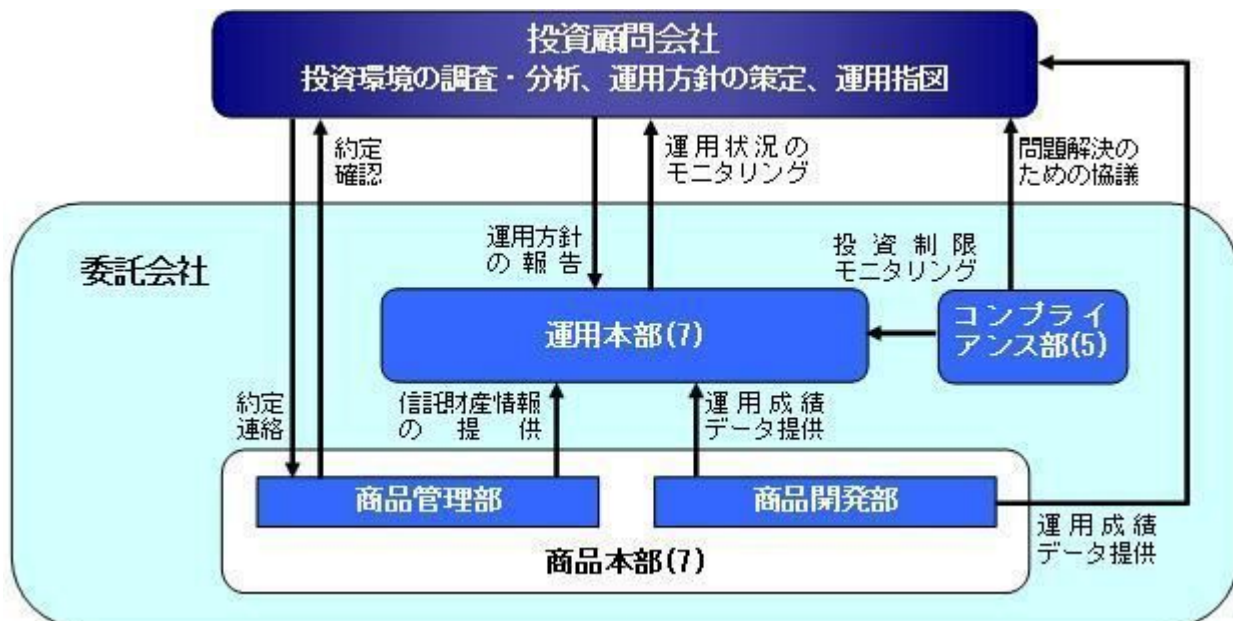 投資顧問会社
投資環境の調査・分析、運用方針の策定、運用指図
約定
確認
運用状況の
モニタリング
問題解決の
ための協議
委託会社
運用方針
の報告
投資制限
モニタリング
運用本部(7)
コンプライ
アンス部(5)
約定
連絡
信託財産情報
の提供
運用成績
データ提供
商品管理部
商品開発部
商品本部(7)
運用成績
データ提供